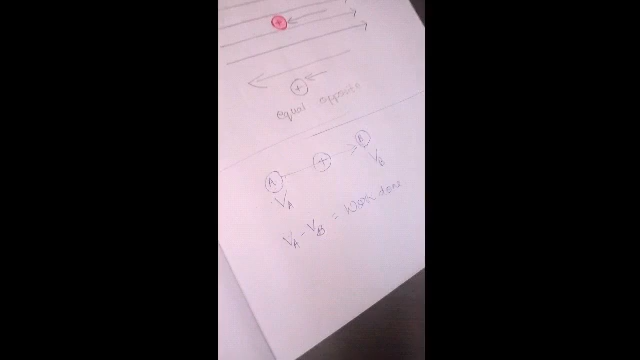 +
+
equal opposite
A + B
V_A V_B
V_A - V_B = Work done